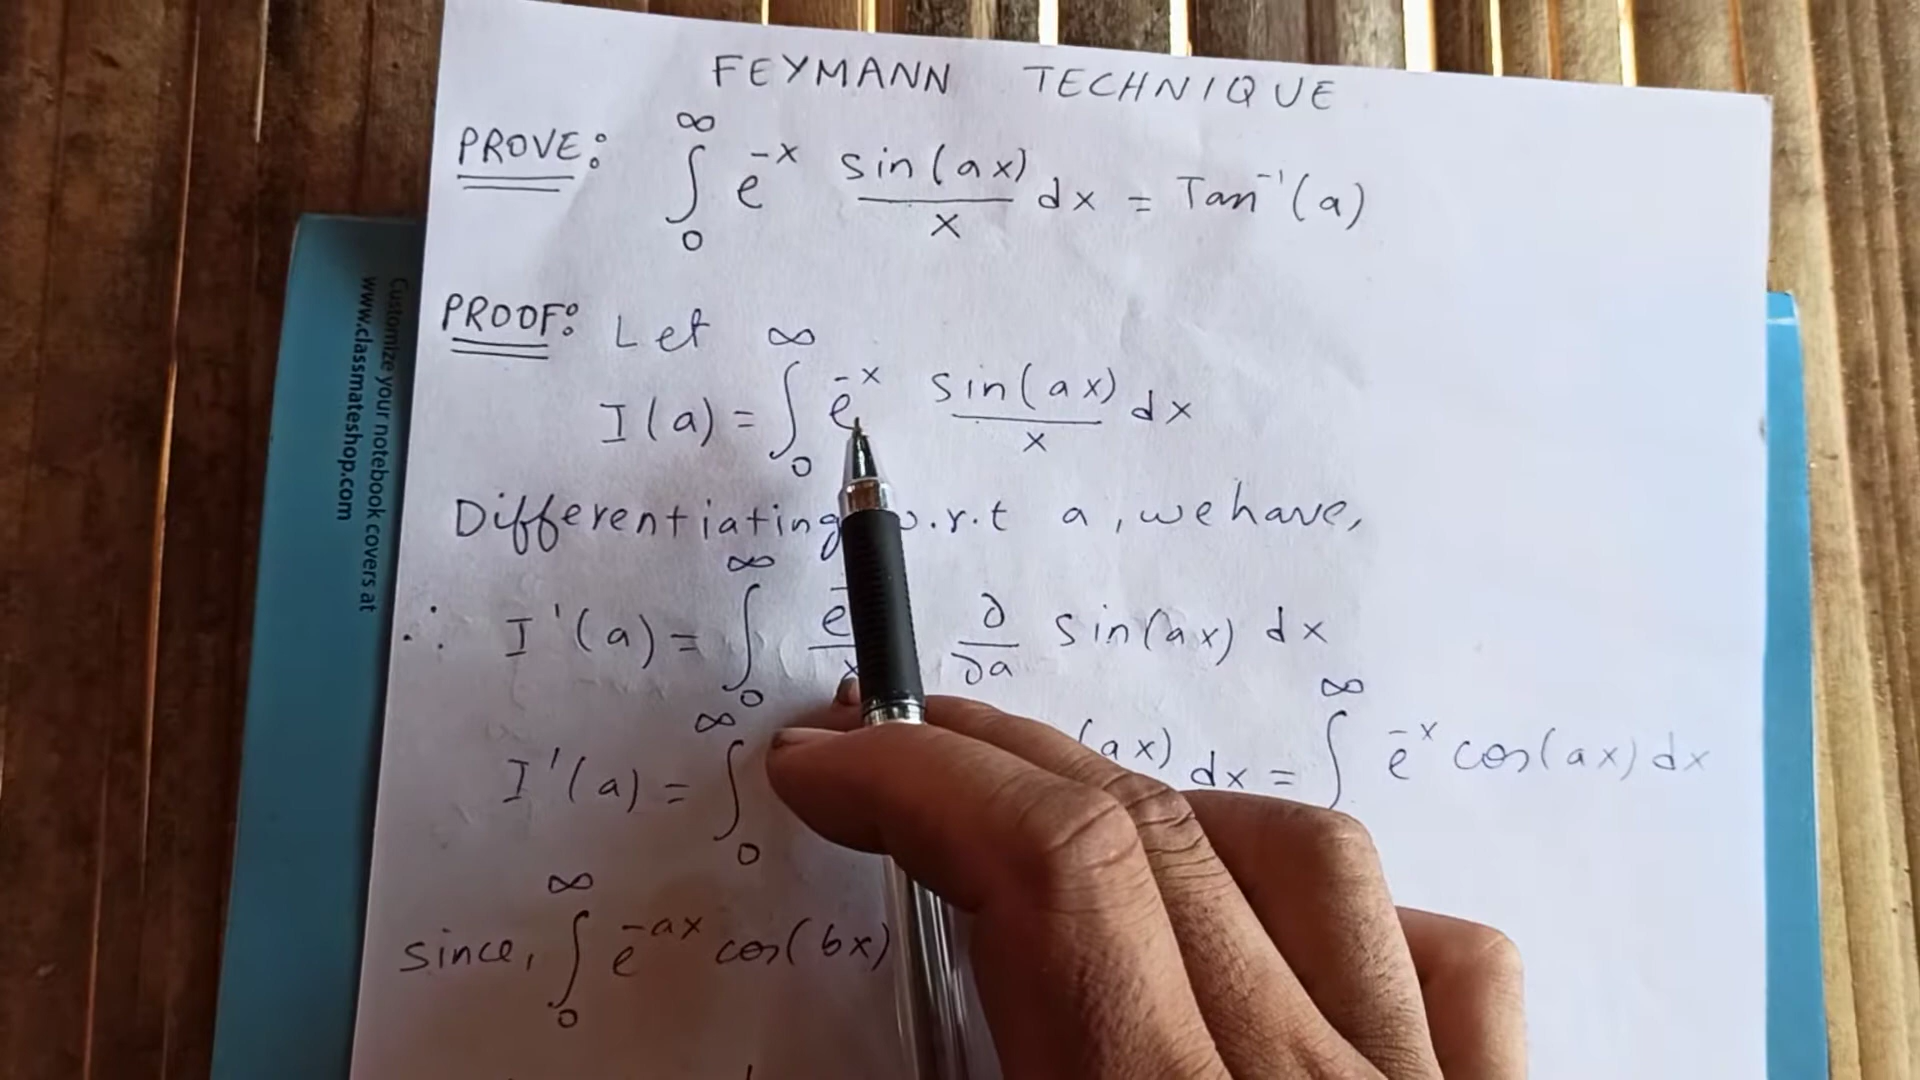 FEYMANN TECHNIQUE
PROVE: ∫₀^∞ e^-x sin(ax)/x dx = Tan⁻¹(a)
PROOF: Let
I(a) = ∫₀^∞ e^-x sin(ax)/x dx
Differentiating w.r.t a, we have,
∴ I'(a) = ∫₀^∞ e/x ∂/∂a sin(ax) dx
I'(a) = ∫₀^∞ (ax) dx = ∫^∞ e^-x cos(ax) dx
since, ∫₀^∞ e^-ax cos(bx)
Customize your notebook covers at
www.classmateshop.com